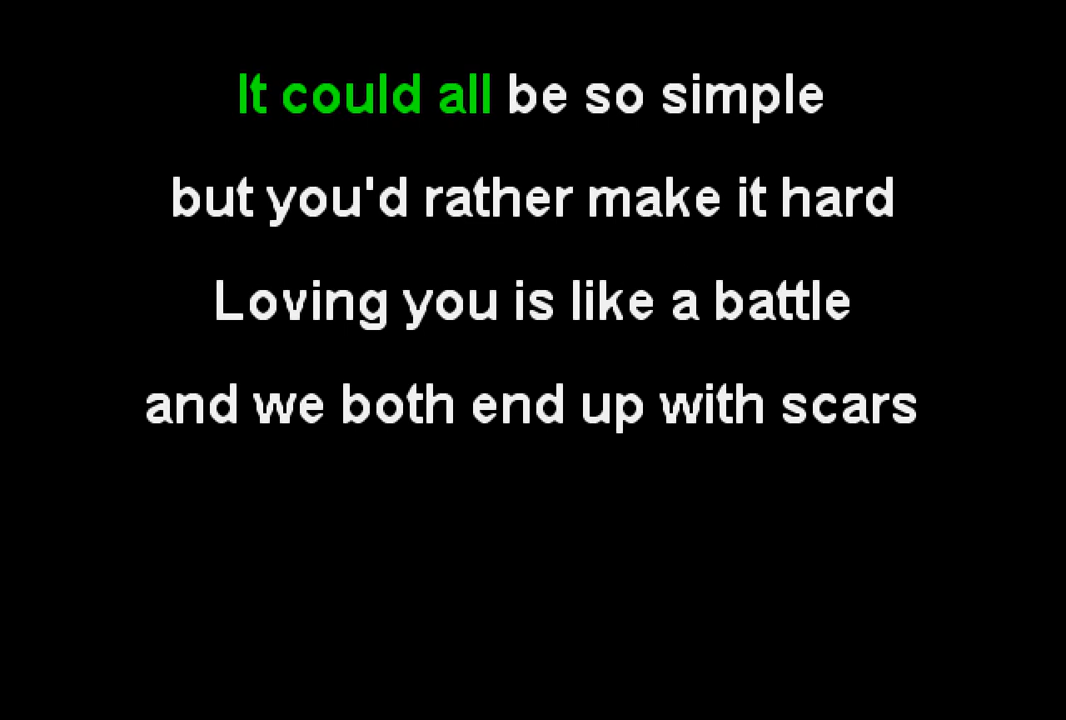 It could all be so simple
but you'd rather make it hard
Loving you is like a battle
and we both end up with scars